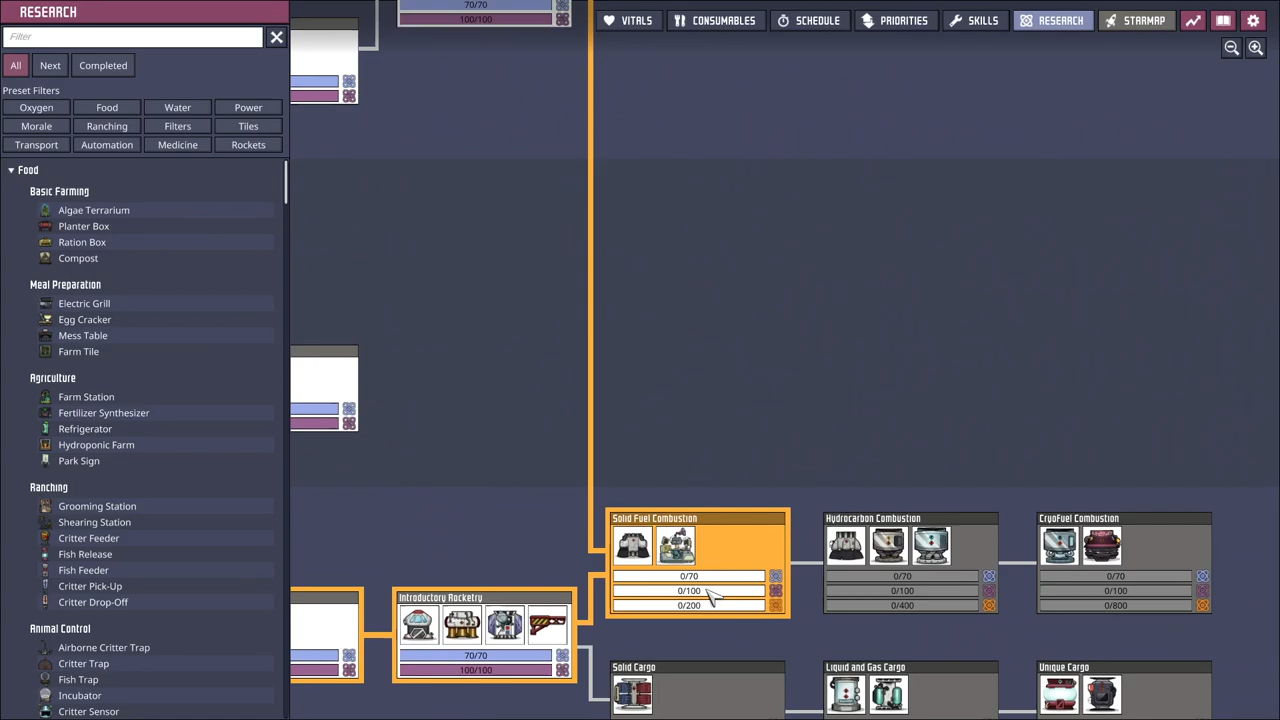 RESEARCH
VITALS
CONSUMABLES
SCHEDULE
PRIORITIES
SKILLS
RESEARCH
STARMAP
Filter
All
Next
Completed
Preset Filters
Oxygen
Food
Water
Power
Morale
Ranching
Filters
Tiles
Transport
Automation
Medicine
Rockets
Food
Basic Farming
Algae Terrarium
Planter Box
Ration Box
Compost
Meal Preparation
Electric Grill
Egg Cracker
Mess Table
Farm Tile
Agriculture
Farm Station
Fertilizer Synthesizer
Refrigerator
Hydroponic Farm
Park Sign
Ranching
Grooming Station
Shearing Station
Critter Feeder
Fish Release
Fish Feeder
Critter Pick-Up
Critter Drop-Off
Animal Control
Airborne Critter Trap
Critter Trap
Fish Trap
Incubator
Critter Sensor
70/70
100/100
Introductory Rocketry
70/70
100/100
Solid Fuel Combustion
0/70
0/100
0/200
Hydrocarbon Combustion
0/70
0/100
0/400
CryoFuel Combustion
0/70
0/100
0/800
Solid Cargo
Liquid and Gas Cargo
Unique Cargo